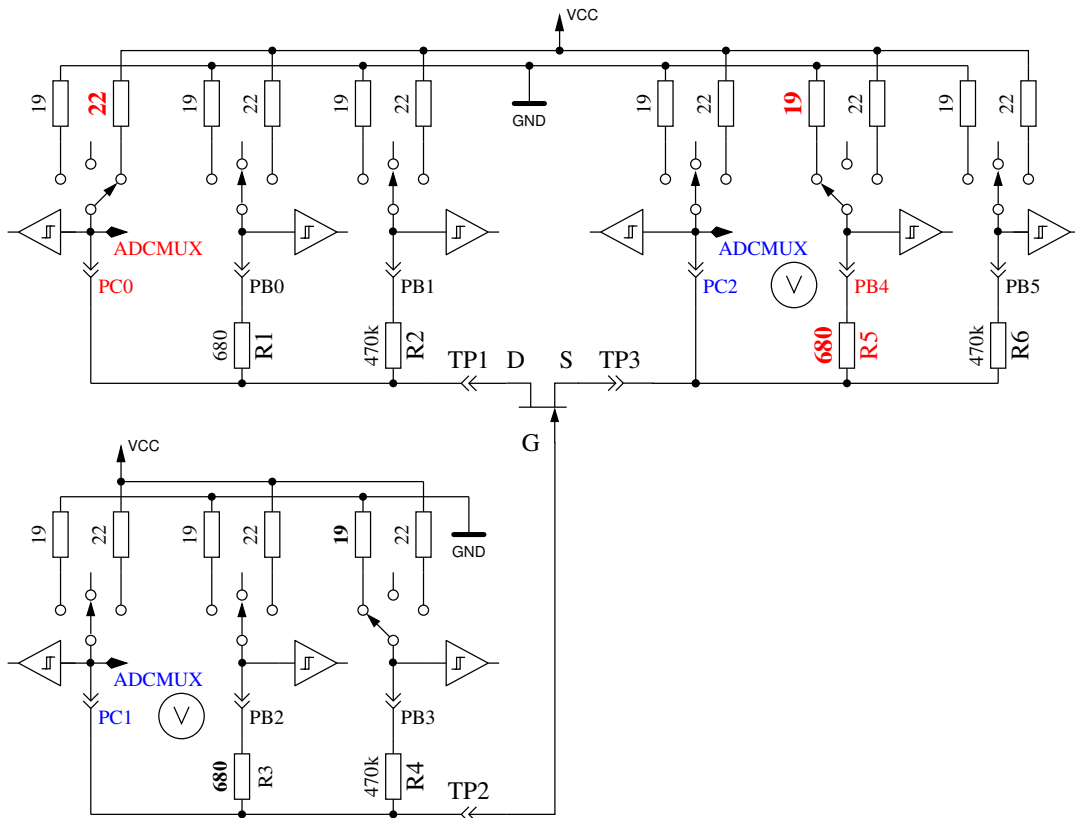 VCC
19
22
19
22
19
22
GND
19
22
19
22
19
22
ADCMUX
PC0
PB0
PB1
ADCMUX
PC2
V
PB4
PB5
680
R1
470k
R2
680
R5
470k
R6
TP1
D
S
TP3
G
VCC
19
22
19
22
19
22
GND
ADCMUX
PC1
V
PB2
PB3
680
R3
470k
R4
TP2